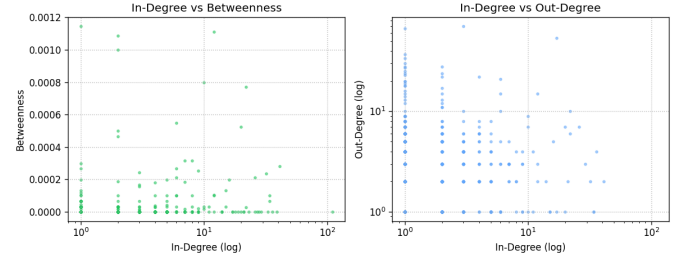 In-Degree vs Betweenness
0.0012
0.0010
0.0008
0.0006
0.0004
0.0002
0.0000
Betweenness
10⁰
10¹
10²
In-Degree (log)
In-Degree vs Out-Degree
10¹
10⁰
Out-Degree (log)
10⁰
10¹
10²
In-Degree (log)